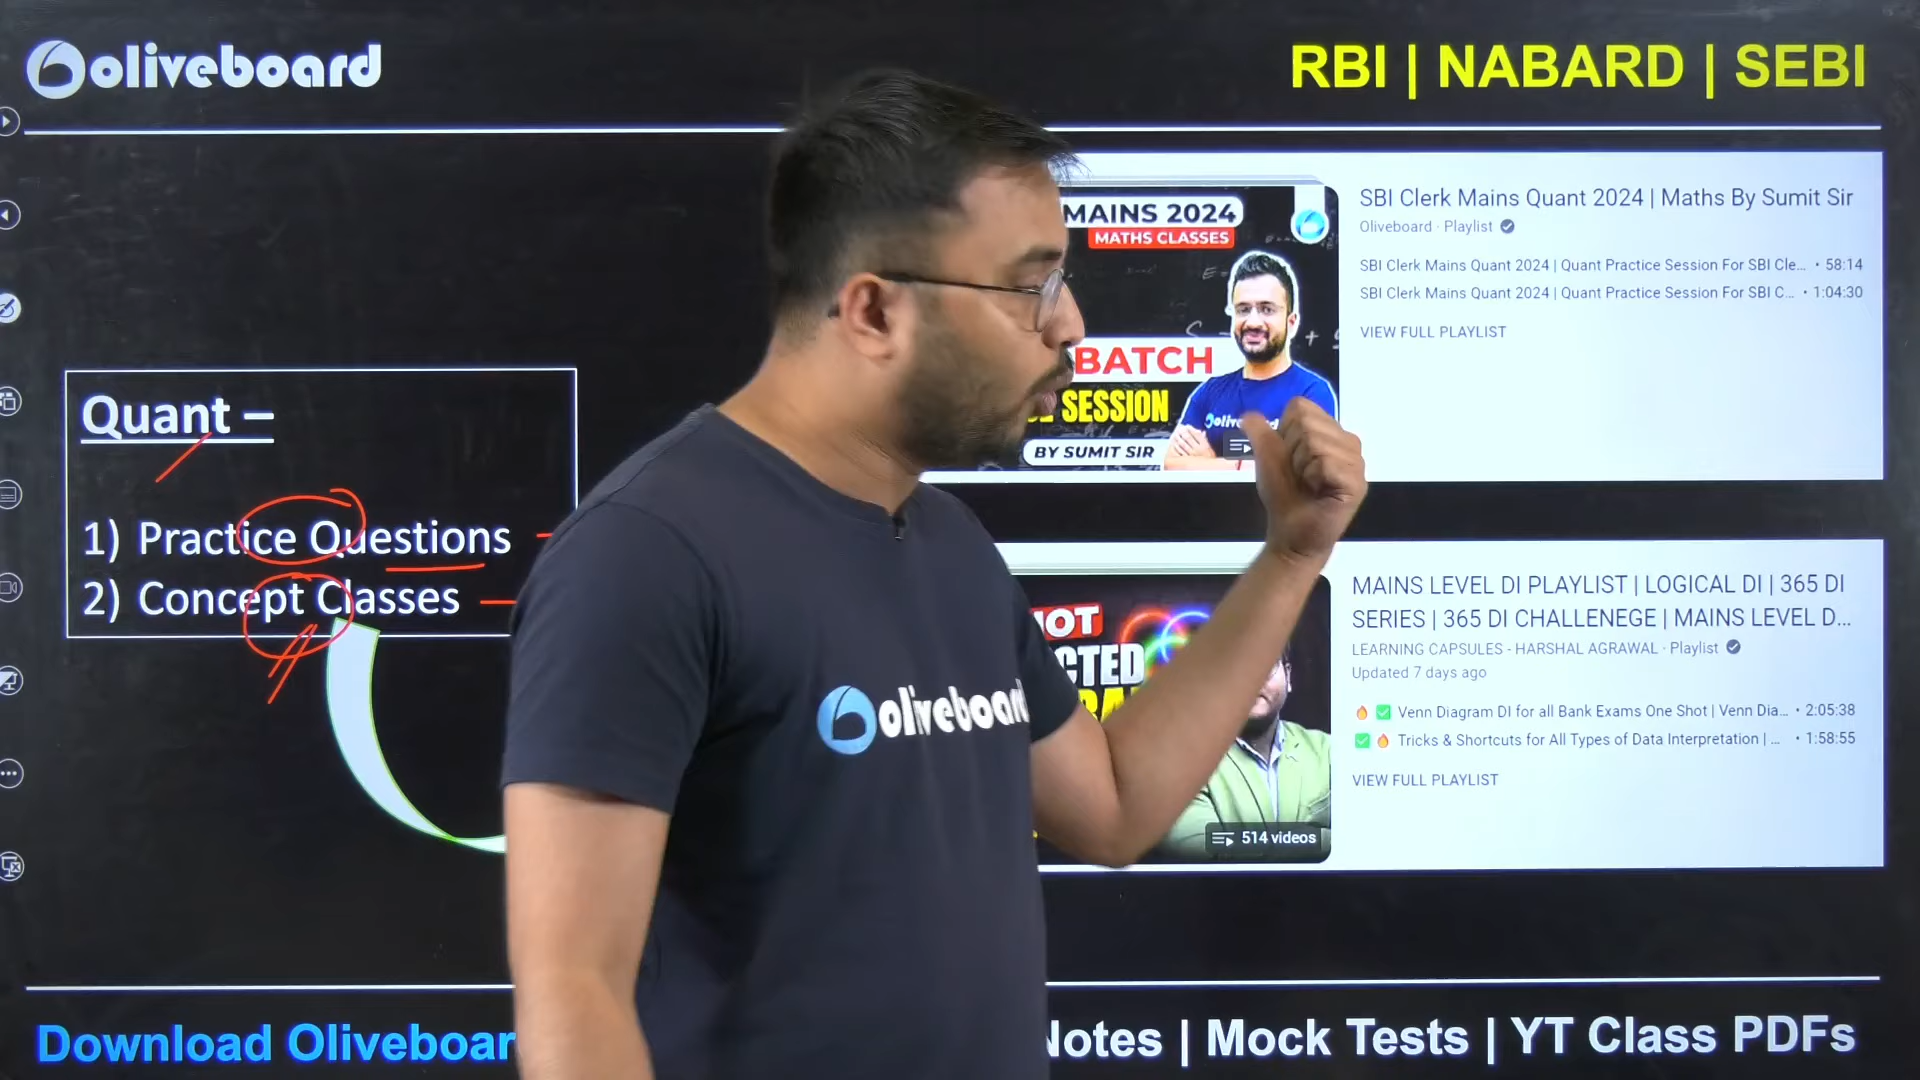 oliveboard
RBI | NABARD | SEBI
Quant –
1) Practice Questions
2) Concept Classes
MAINS 2024
MATHS CLASSES
BATCH
SESSION
BY SUMIT SIR
SBI Clerk Mains Quant 2024 | Maths By Sumit Sir
Oliveboard · Playlist
SBI Clerk Mains Quant 2024 | Quant Practice Session For SBI Cle... · 58:14
SBI Clerk Mains Quant 2024 | Quant Practice Session For SBI C... · 1:04:30
VIEW FULL PLAYLIST
MAINS LEVEL DI PLAYLIST | LOGICAL DI | 365 DI
SERIES | 365 DI CHALLENEGE | MAINS LEVEL D...
LEARNING CAPSULES - HARSHAL AGRAWAL · Playlist
Updated 7 days ago
Venn Diagram DI for all Bank Exams One Shot | Venn Dia... · 2:05:38
Tricks & Shortcuts for All Types of Data Interpretation | ... · 1:58:55
VIEW FULL PLAYLIST
514 videos
oliveboard
Download Oliveboar
Notes | Mock Tests | YT Class PDFs